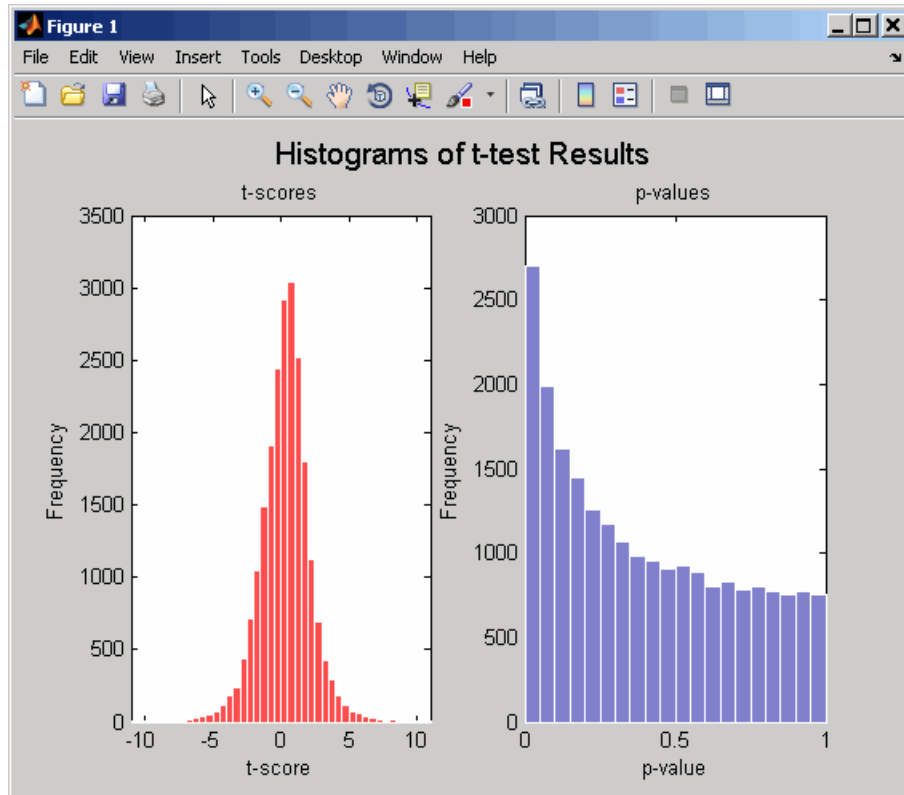 Figure 1
File Edit View Insert Tools Desktop Window Help
Histograms of t-test Results
t-scores
3500
3000
2500
2000
1500
1000
500
0
Frequency
-10 -5 0 5 10
t-score
p-values
3000
2500
2000
1500
1000
500
0
Frequency
0 0.5 1
p-value